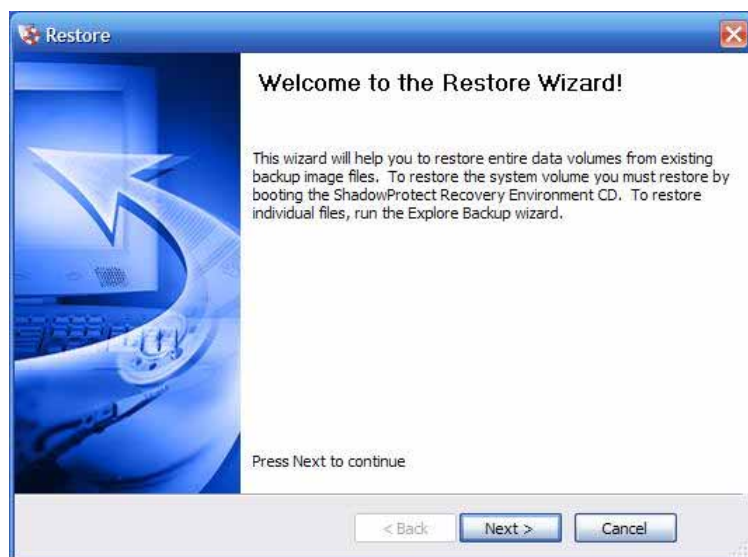 Restore
Welcome to the Restore Wizard!
This wizard will help you to restore entire data volumes from existing
backup image files. To restore the system volume you must restore by
booting the ShadowProtect Recovery Environment CD. To restore
individual files, run the Explore Backup wizard.
Press Next to continue
< Back
Next >
Cancel